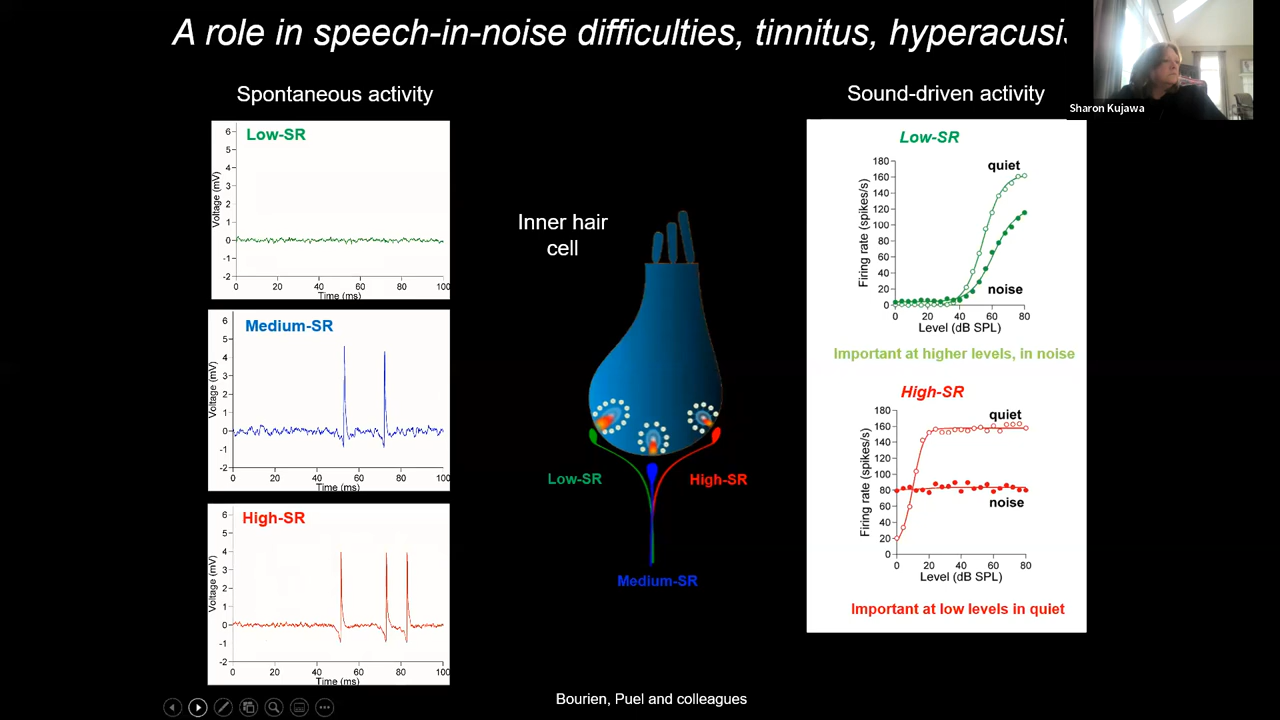 A role in speech-in-noise difficulties, tinnitus, hyperacusi
Sharon Kujawa
Spontaneous activity
Low-SR
Voltage (mV)
6
5
4
3
2
1
0
-1
-2
0 20 40 60 80 100
Time (ms)
Medium-SR
Voltage (mV)
6
5
4
3
2
1
0
-1
-2
0 20 40 60 80 100
Time (ms)
High-SR
Voltage (mV)
6
5
4
3
2
1
0
-1
-2
0 20 40 60 80 100
Time (ms)
Inner hair
cell
Low-SR
High-SR
Medium-SR
Sound-driven activity
Low-SR
Firing rate (spikes/s)
180
160
140
120
100
80
60
40
20
0
quiet
noise
0 20 40 60 80
Level (dB SPL)
Important at higher levels, in noise
High-SR
Firing rate (spikes/s)
180
160
140
120
100
80
60
40
20
0
quiet
noise
0 20 40 60 80
Level (dB SPL)
Important at low levels in quiet
Bourien, Puel and colleagues